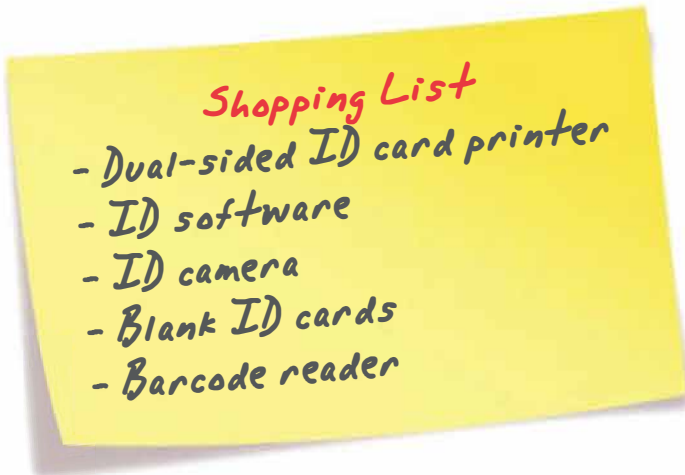 Shopping List
- Dual-sided ID card printer
- ID software
- ID camera
- Blank ID cards
- Barcode reader